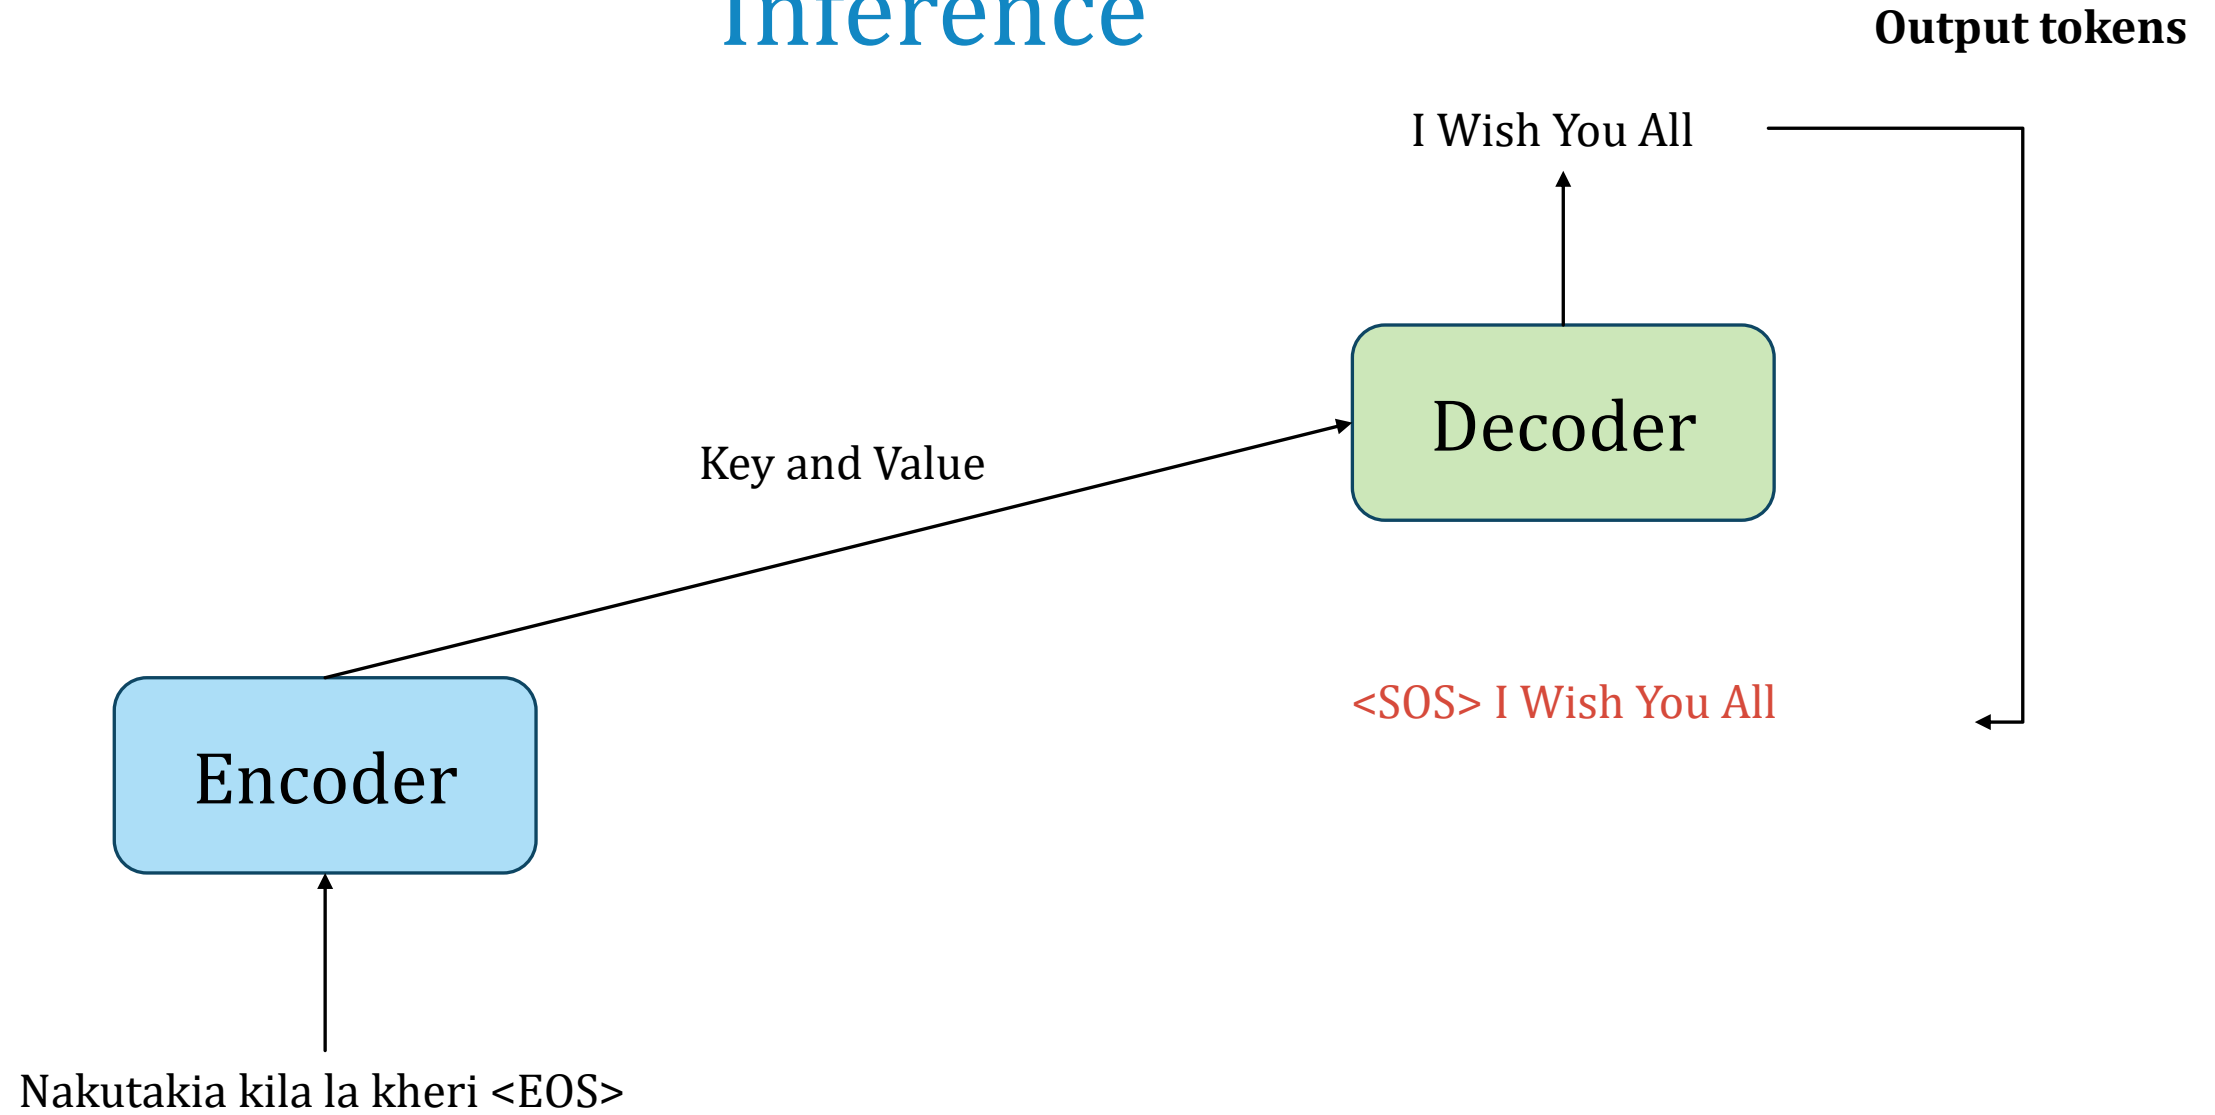 Inference
Output tokens
I Wish You All
Decoder
Key and Value
<SOS> I Wish You All
Encoder
Nakutakia kila la kheri <EOS>